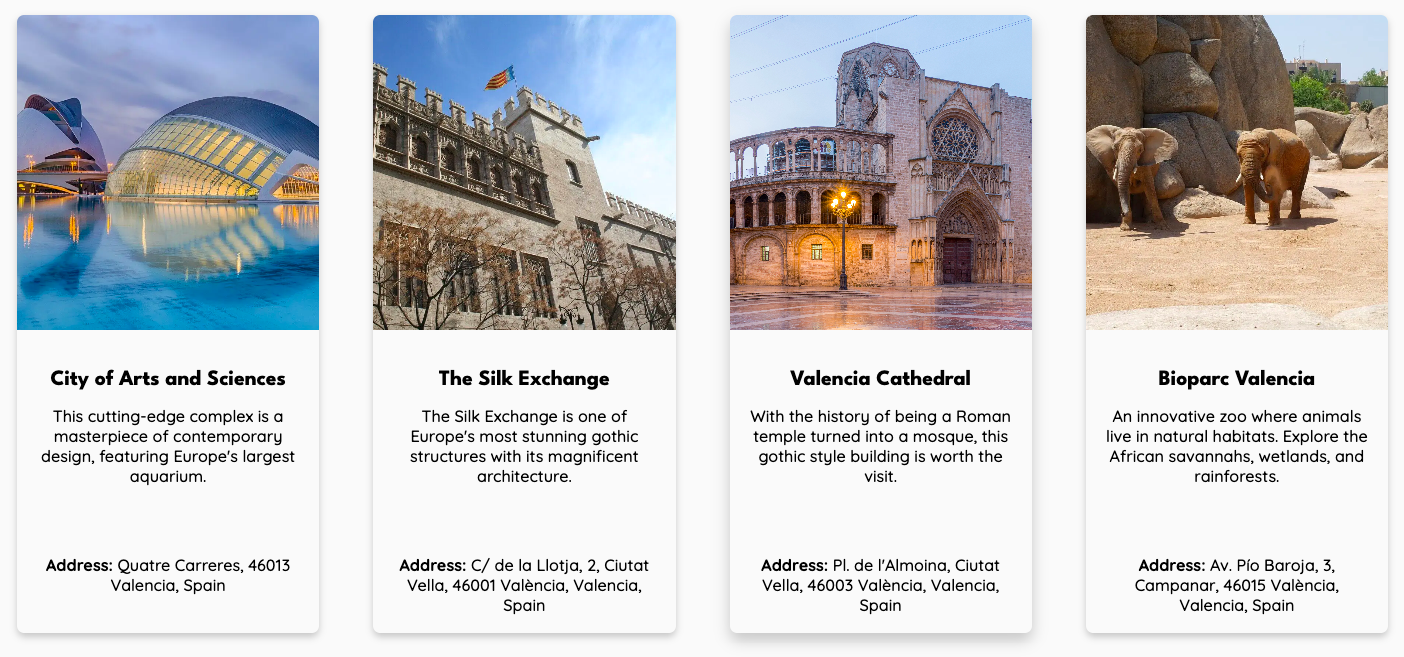 City of Arts and Sciences
This cutting-edge complex is a
masterpiece of contemporary
design, featuring Europe's largest
aquarium.
Address: Quatre Carreres, 46013
Valencia, Spain
The Silk Exchange
The Silk Exchange is one of
Europe's most stunning gothic
structures with its magnificent
architecture.
Address: C/ de la Llotja, 2, Ciutat
Vella, 46001 València, Valencia,
Spain
Valencia Cathedral
With the history of being a Roman
temple turned into a mosque, this
gothic style building is worth the
visit.
Address: Pl. de l'Almoina, Ciutat
Vella, 46003 València, Valencia,
Spain
Bioparc Valencia
An innovative zoo where animals
live in natural habitats. Explore the
African savannahs, wetlands, and
rainforests.
Address: Av. Pío Baroja, 3,
Campanar, 46015 València,
Valencia, Spain